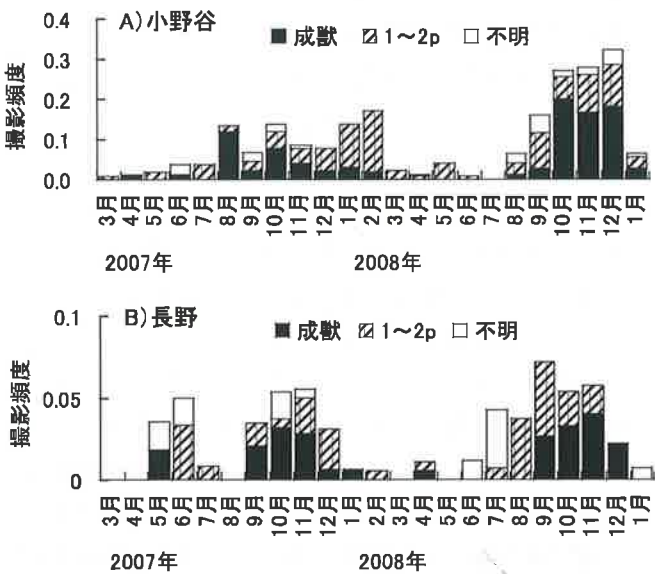 A)小野谷
■ 成獣 ▨ 1～2p □ 不明
撮影頻度
0.4
0.3
0.2
0.1
0.0
3月 4月 5月 6月 7月 8月 9月 10月 11月 12月 1月 2月 3月 4月 5月 6月 7月 8月 9月 10月 11月 12月 1月
2007年 2008年
B)長野
■ 成獣 ▨ 1～2p □ 不明
撮影頻度
0.1
0.05
0
3月 4月 5月 6月 7月 8月 9月 10月 11月 12月 1月 2月 3月 4月 5月 6月 7月 8月 9月 10月 11月 12月 1月
2007年 2008年